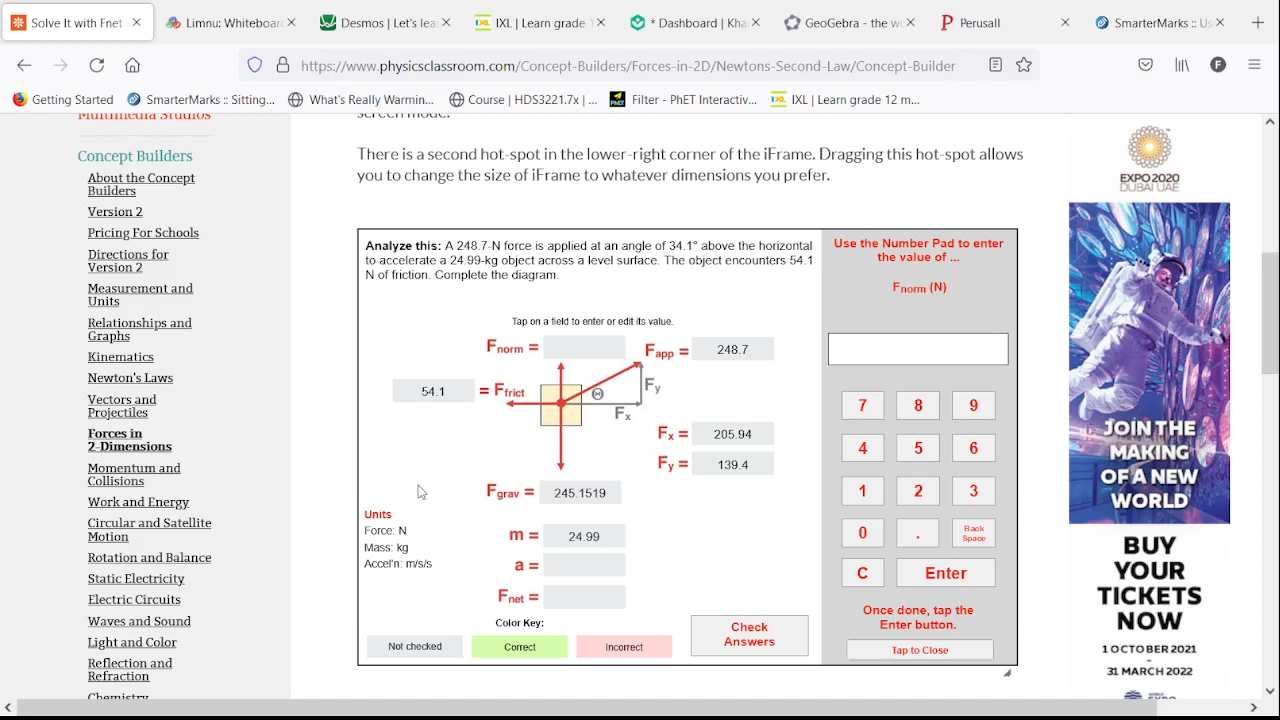 Solve It with Fnet
Limnu: Whiteboard
Desmos | Let's lea
IXL | Learn grade 1
* Dashboard | Kha
GeoGebra - the wo
Perusall
SmarterMarks :: Us
https://www.physicsclassroom.com/Concept-Builders/Forces-in-2D/Newtons-Second-Law/Concept-Builder
F
Getting Started
SmarterMarks :: Sitting...
What's Really Warmin...
Course | HDS3221.7x | ...
Filter - PhET Interactiv...
IXL | Learn grade 12 m...
Multimedia Studios
Concept Builders
About the Concept
Builders
Version 2
Pricing For Schools
Directions for
Version 2
Measurement and
Units
Relationships and
Graphs
Kinematics
Newton's Laws
Vectors and
Projectiles
Forces in
2-Dimensions
Momentum and
Collisions
Work and Energy
Circular and Satellite
Motion
Rotation and Balance
Static Electricity
Electric Circuits
Waves and Sound
Light and Color
Reflection and
Refraction
Chemistry
screen mode.
There is a second hot-spot in the lower-right corner of the iFrame. Dragging this hot-spot allows
you to change the size of iFrame to whatever dimensions you prefer.
Analyze this: A 248.7-N force is applied at an angle of 34.1° above the horizontal
to accelerate a 24.99-kg object across a level surface. The object encounters 54.1
N of friction. Complete the diagram.
Tap on a field to enter or edit its value.
Fnorm =
Fapp = 248.7
54.1 = Ffrict
Θ
Fy
Fx
Fx = 205.94
Fy = 139.4
Fgrav = 245.1519
Units
Force: N
Mass: kg
Accel'n: m/s/s
m = 24.99
a =
Fnet =
Color Key:
Not checked
Correct
Incorrect
Check
Answers
Use the Number Pad to enter
the value of ...
Fnorm (N)
7 8 9
4 5 6
1 2 3
0 . Back
Space
C Enter
Once done, tap the
Enter button.
Tap to Close
EXPO 2020
DUBAI UAE
JOIN THE
MAKING
OF A NEW
WORLD
BUY
YOUR
TICKETS
NOW
1 OCTOBER 2021
-
31 MARCH 2022